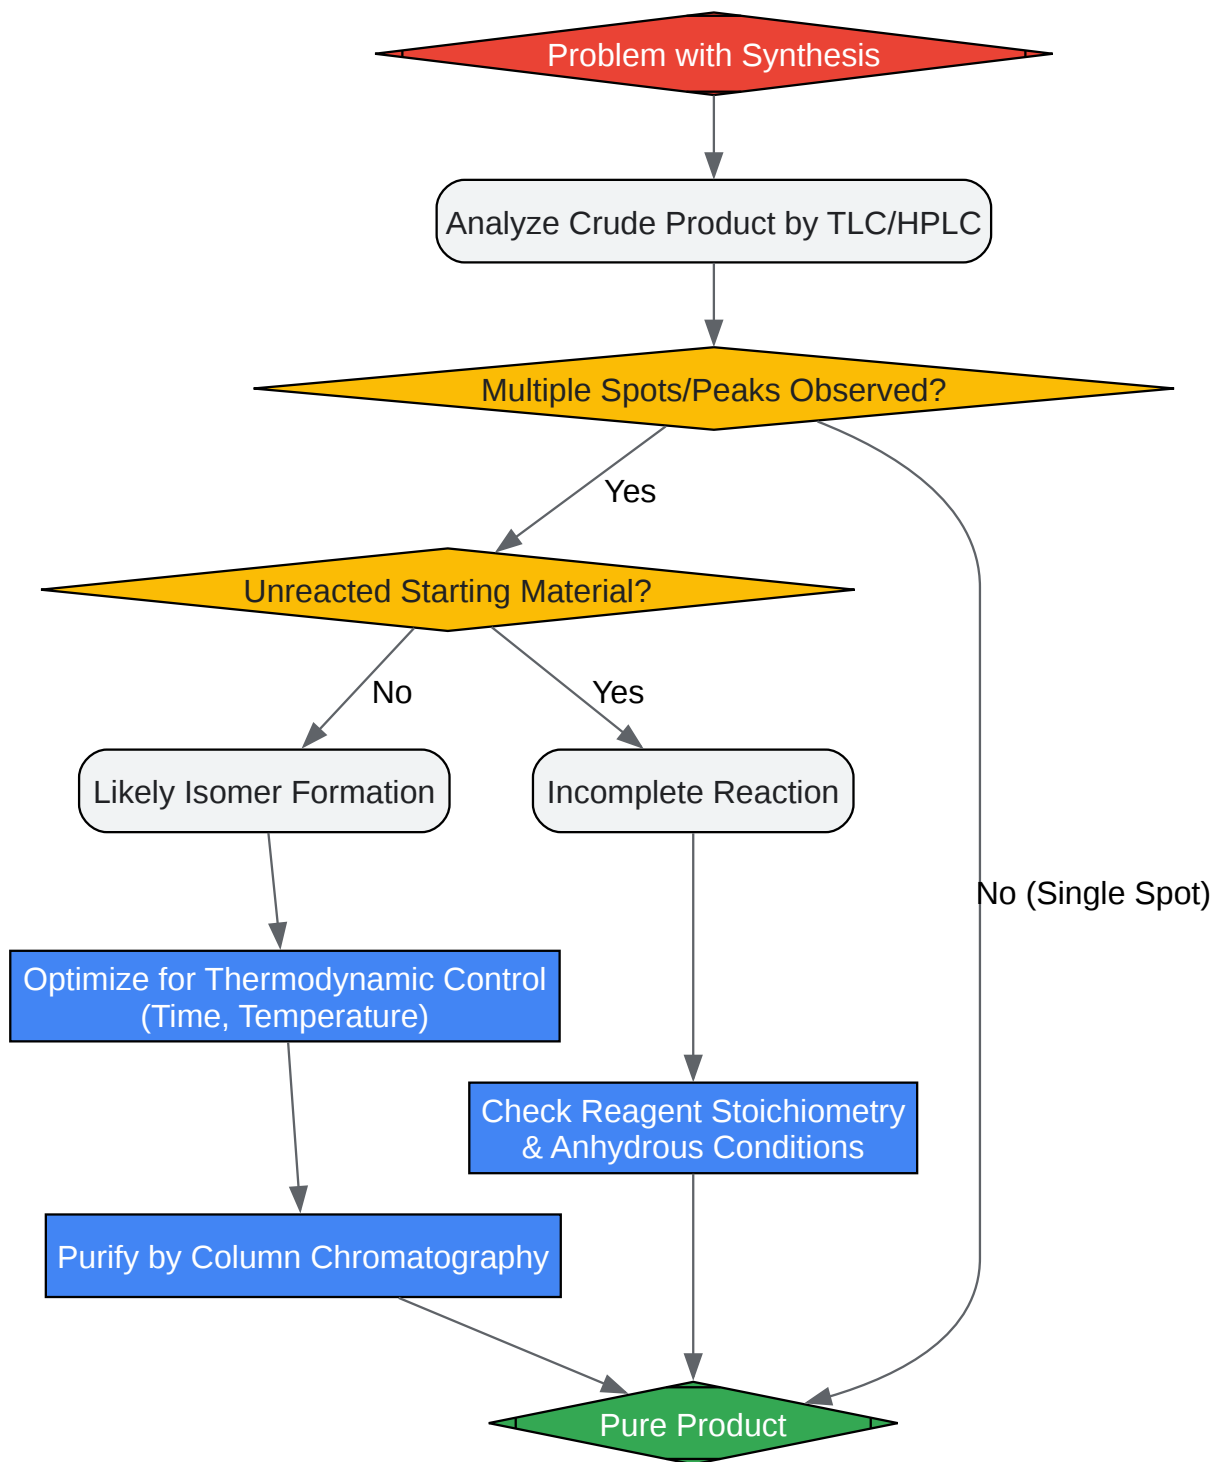 Problem with Synthesis
Analyze Crude Product by TLC/HPLC
Multiple Spots/Peaks Observed?
Yes
Unreacted Starting Material?
No
Yes
Likely Isomer Formation
Incomplete Reaction
No (Single Spot)
Optimize for Thermodynamic Control
(Time, Temperature)
Check Reagent Stoichiometry
& Anhydrous Conditions
Purify by Column Chromatography
Pure Product